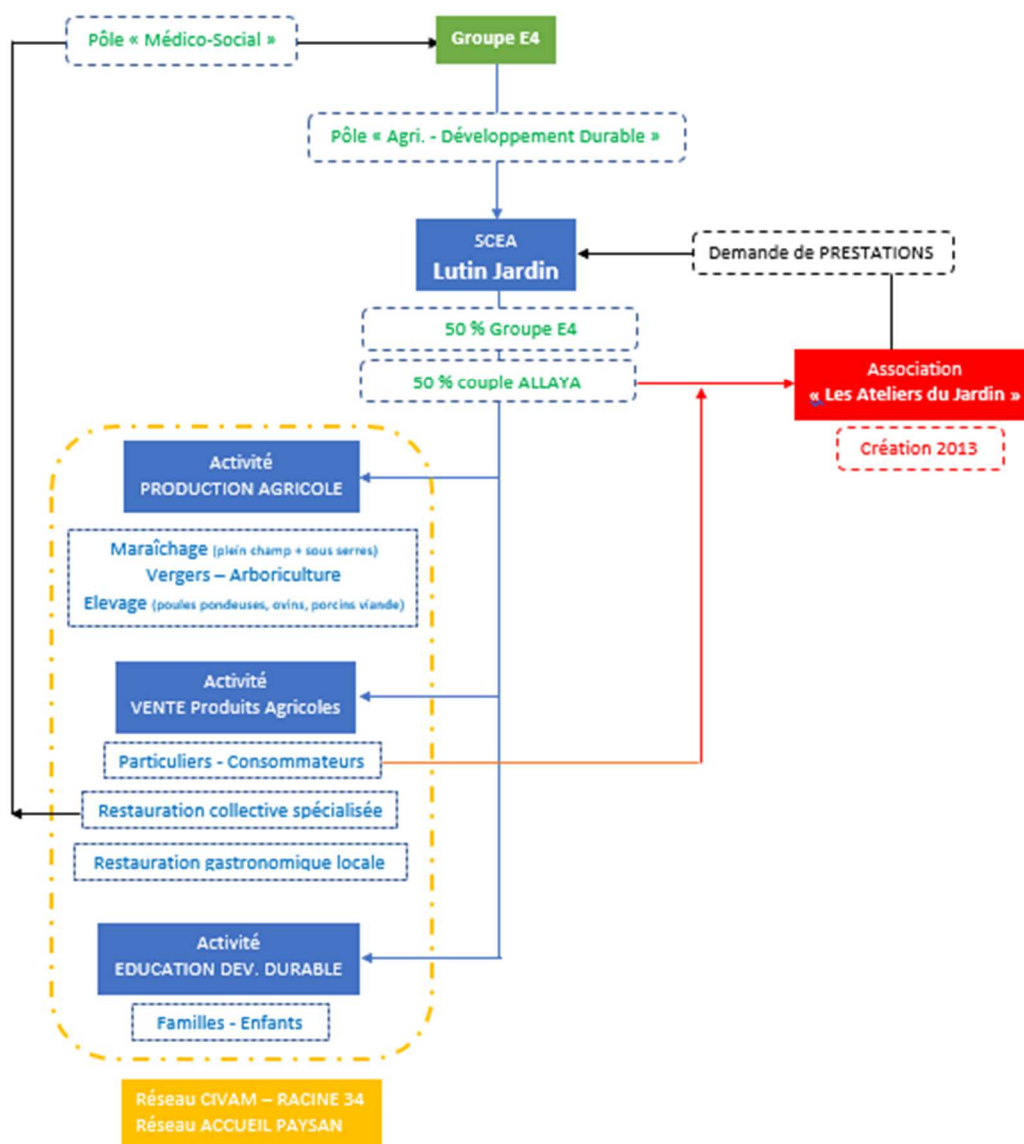 Pôle « Médico-Social »
Groupe E4
Pôle « Agri. - Développement Durable »
SCEA
Lutin Jardin
Demande de PRESTATIONS
50 % Groupe E4
50 % couple ALLAYA
Association
« Les Ateliers du Jardin »
Création 2013
Activité
PRODUCTION AGRICOLE
Maraîchage (plein champ + sous serres)
Vergers – Arboriculture
Elevage (poules pondeuses, ovins, porcins viande)
Activité
VENTE Produits Agricoles
Particuliers - Consommateurs
Restauration collective spécialisée
Restauration gastronomique locale
Activité
EDUCATION DEV. DURABLE
Familles - Enfants
Réseau CIVAM – RACINE 34
Réseau ACCUEIL PAYSAN